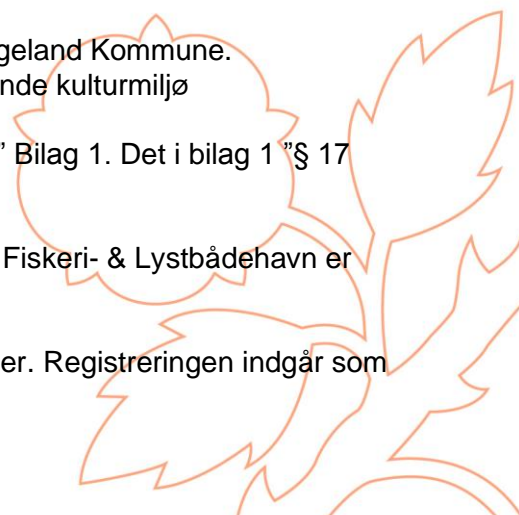 geland Kommune.
nde kulturmiljø
” Bilag 1. Det i bilag 1 ”§ 17
Fiskeri- & Lystbådehavn er
er. Registreringen indgår som